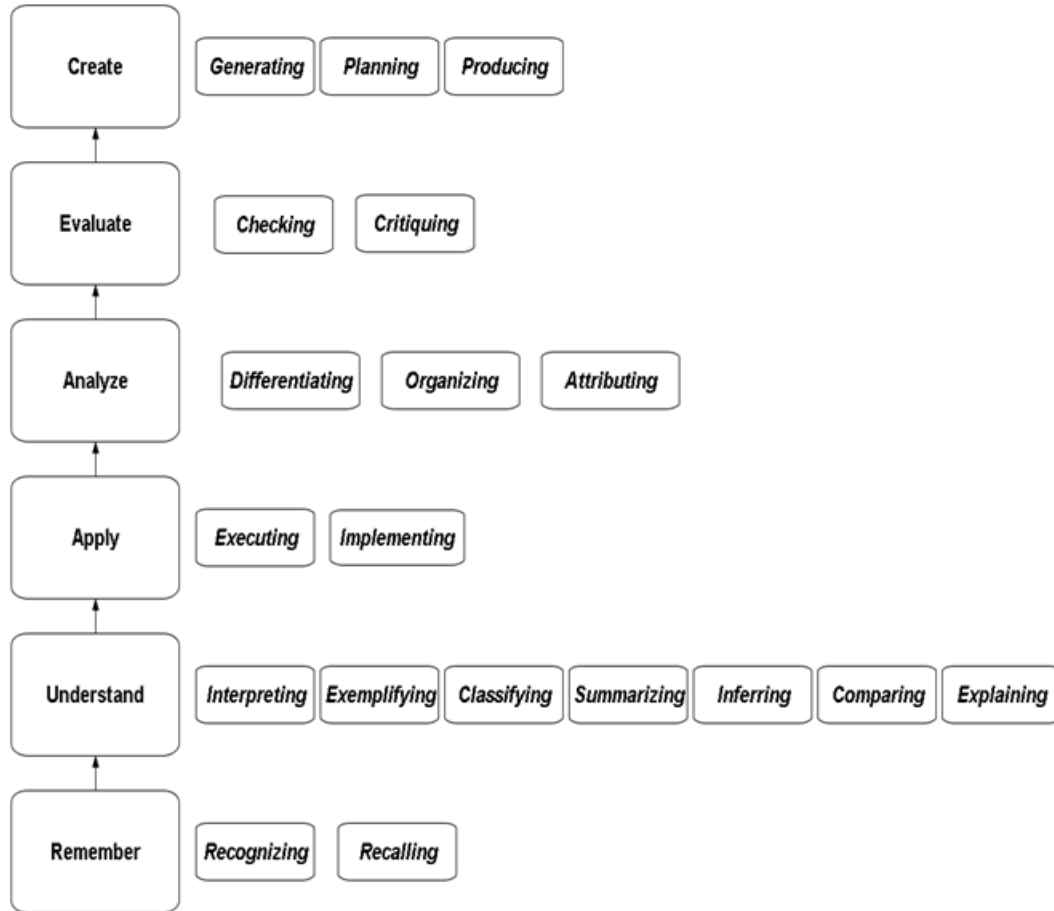 Create Generating Planning Producing
Evaluate Checking Critiquing
Analyze Differentiating Organizing Attributing
Apply Executing Implementing
Understand Interpreting Exemplifying Classifying Summarizing Inferring Comparing Explaining
Remember Recognizing Recalling